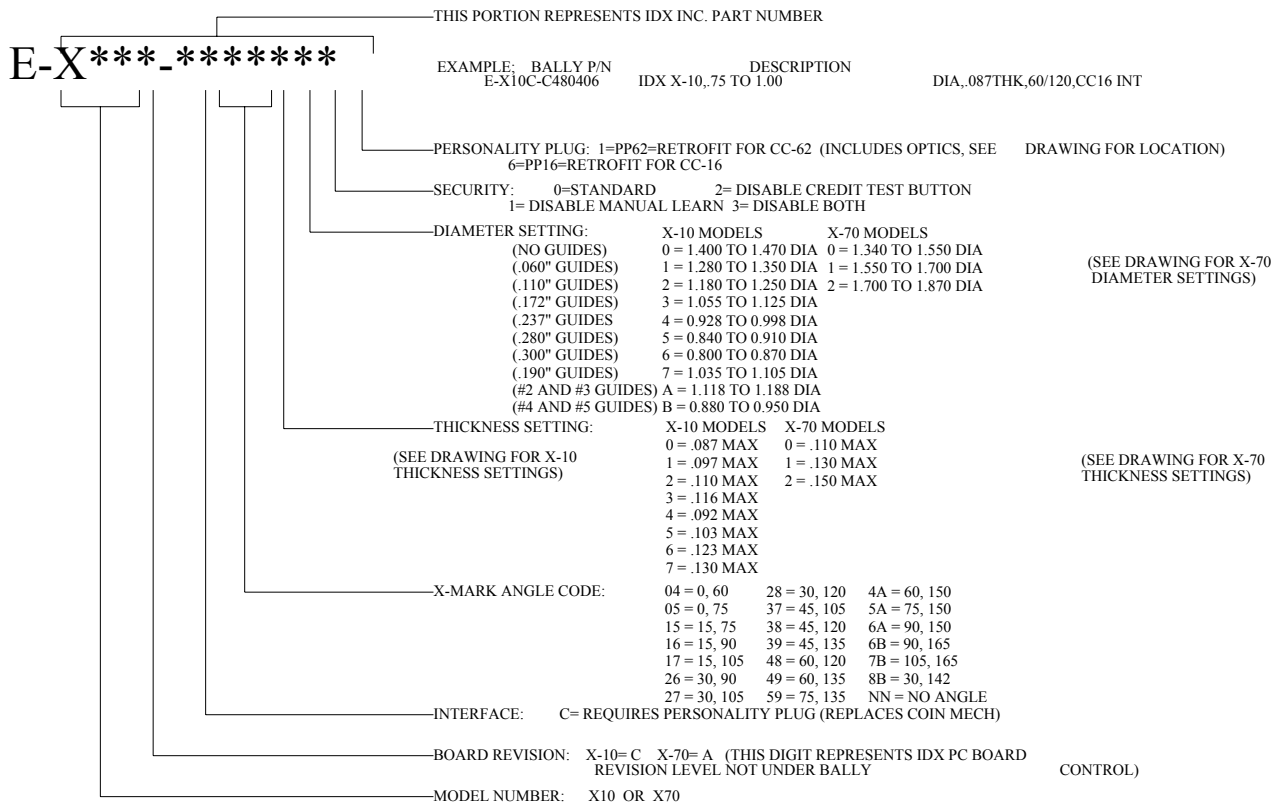 THIS PORTION REPRESENTS IDX INC. PART NUMBER
E-X***-*******
EXAMPLE; BALLY P/N DESCRIPTION
E-X10C-C480406 IDX X-10,.75 TO 1.00 DIA,.087THK,60/120,CC16 INT
PERSONALITY PLUG: 1=PP62=RETROFIT FOR CC-62 (INCLUDES OPTICS, SEE DRAWING FOR LOCATION)
6=PP16=RETROFIT FOR CC-16
SECURITY: 0=STANDARD 2= DISABLE CREDIT TEST BUTTON
1= DISABLE MANUAL LEARN 3= DISABLE BOTH
DIAMETER SETTING: X-10 MODELS X-70 MODELS
(NO GUIDES) 0 = 1.400 TO 1.470 DIA 0 = 1.340 TO 1.550 DIA
(.060" GUIDES) 1 = 1.280 TO 1.350 DIA 1 = 1.550 TO 1.700 DIA
(.110" GUIDES) 2 = 1.180 TO 1.250 DIA 2 = 1.700 TO 1.870 DIA
(SEE DRAWING FOR X-70
DIAMETER SETTINGS)
(.172" GUIDES) 3 = 1.055 TO 1.125 DIA
(.237" GUIDES 4 = 0.928 TO 0.998 DIA
(.280" GUIDES) 5 = 0.840 TO 0.910 DIA
(.300" GUIDES) 6 = 0.800 TO 0.870 DIA
(.190" GUIDES) 7 = 1.035 TO 1.105 DIA
(#2 AND #3 GUIDES) A = 1.118 TO 1.188 DIA
(#4 AND #5 GUIDES) B = 0.880 TO 0.950 DIA
THICKNESS SETTING: X-10 MODELS X-70 MODELS
(SEE DRAWING FOR X-10
THICKNESS SETTINGS)
0 = .087 MAX 0 = .110 MAX
1 = .097 MAX 1 = .130 MAX
2 = .110 MAX 2 = .150 MAX
(SEE DRAWING FOR X-70
THICKNESS SETTINGS)
3 = .116 MAX
4 = .092 MAX
5 = .103 MAX
6 = .123 MAX
7 = .130 MAX
X-MARK ANGLE CODE: 04 = 0, 60 28 = 30, 120 4A = 60, 150
05 = 0, 75 37 = 45, 105 5A = 75, 150
15 = 15, 75 38 = 45, 120 6A = 90, 150
16 = 15, 90 39 = 45, 135 6B = 90, 165
17 = 15, 105 48 = 60, 120 7B = 105, 165
26 = 30, 90 49 = 60, 135 8B = 30, 142
27 = 30, 105 59 = 75, 135 NN = NO ANGLE
INTERFACE: C= REQUIRES PERSONALITY PLUG (REPLACES COIN MECH)
BOARD REVISION: X-10= C X-70= A (THIS DIGIT REPRESENTS IDX PC BOARD
REVISION LEVEL NOT UNDER BALLY CONTROL)
MODEL NUMBER: X10 OR X70